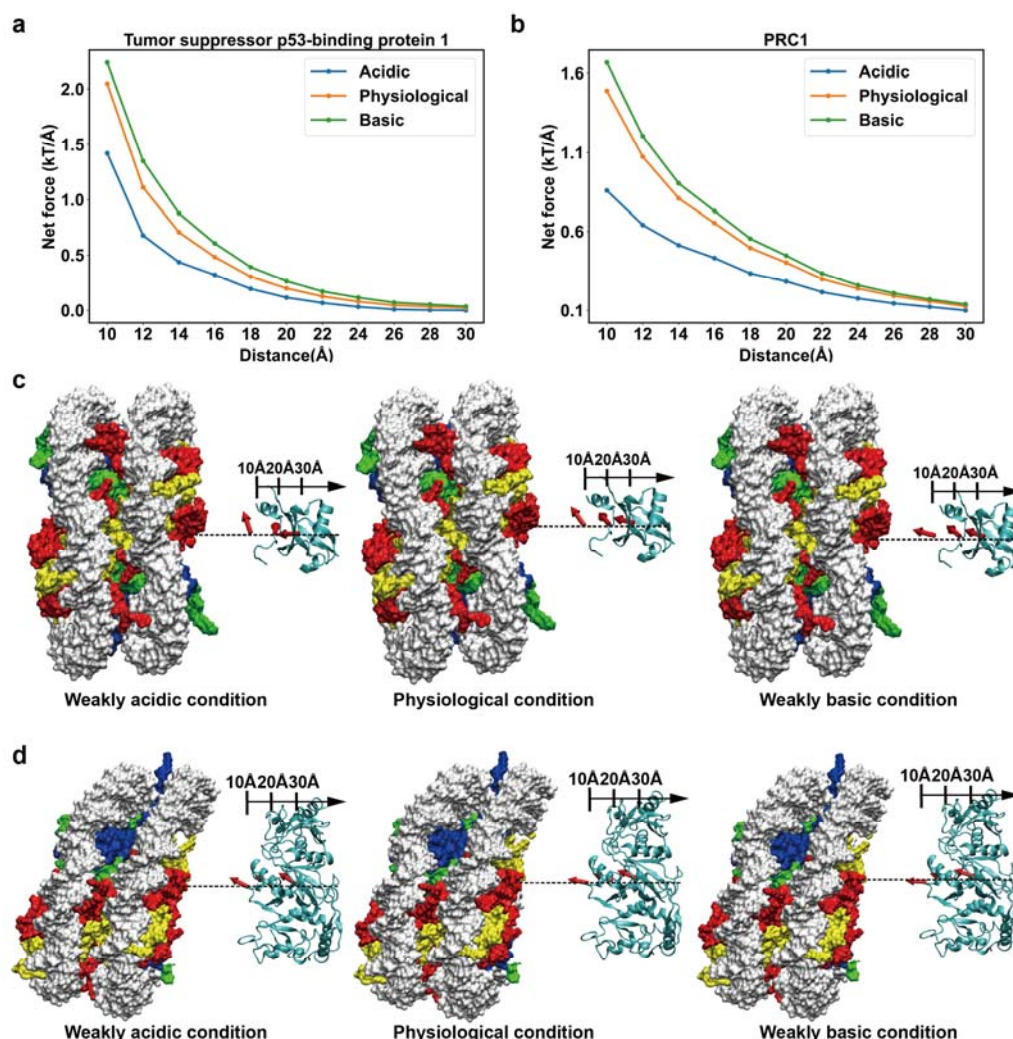 a
Tumor suppressor p53-binding protein 1
Net force (kT/Å)
2.0
1.5
1.0
0.5
0.0
Acidic
Physiological
Basic
10 12 14 16 18 20 22 24 26 28 30
Distance(Å)
b
PRC1
Net force (kT/Å)
1.6
1.1
0.6
0.1
Acidic
Physiological
Basic
10 12 14 16 18 20 22 24 26 28 30
Distance(Å)
c
10Å20Å30Å
10Å20Å30Å
10Å20Å30Å
Weakly acidic condition
Physiological condition
Weakly basic condition
d
10Å20Å30Å
10Å20Å30Å
10Å20Å30Å
Weakly acidic condition
Physiological condition
Weakly basic condition